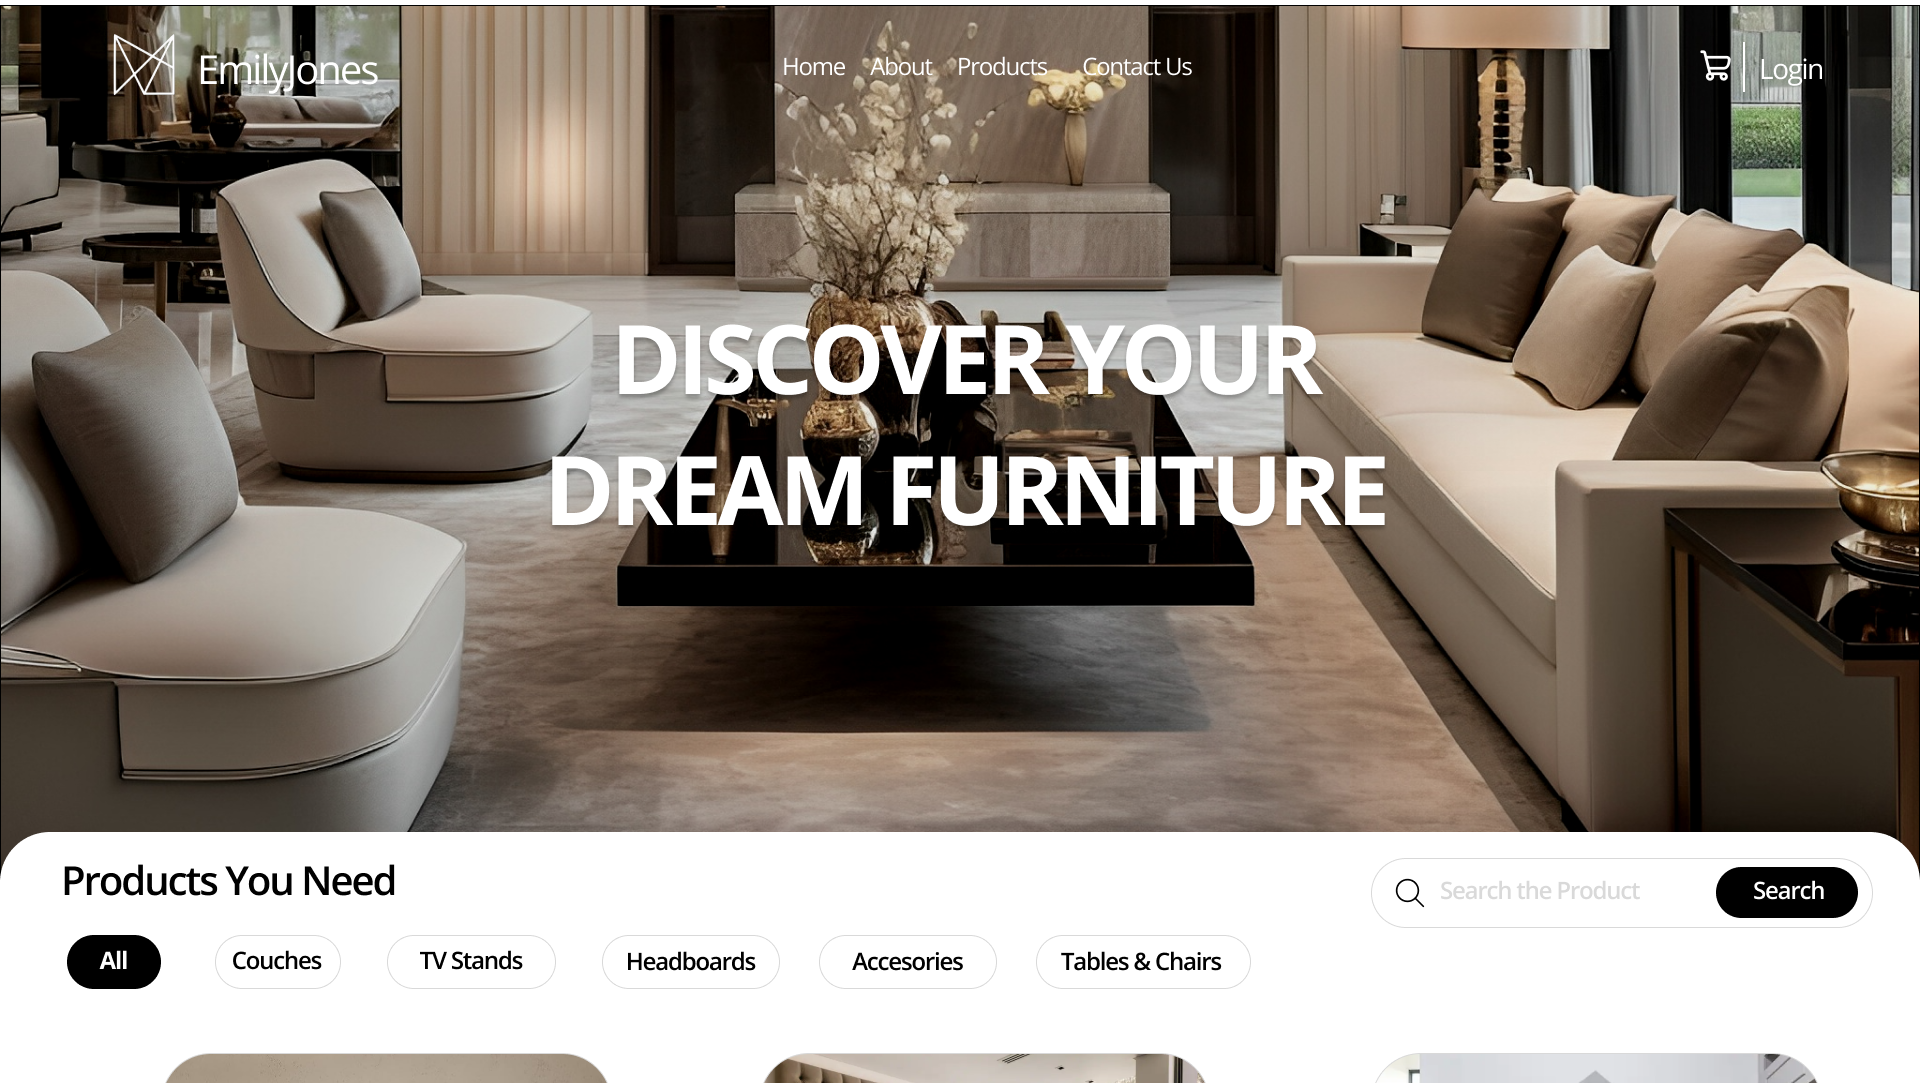 EmilyJones
Home About Products Contact Us
Login
DISCOVER YOUR
DREAM FURNITURE
Products You Need
Search the Product
Search
All
Couches
TV Stands
Headboards
Accesories
Tables & Chairs